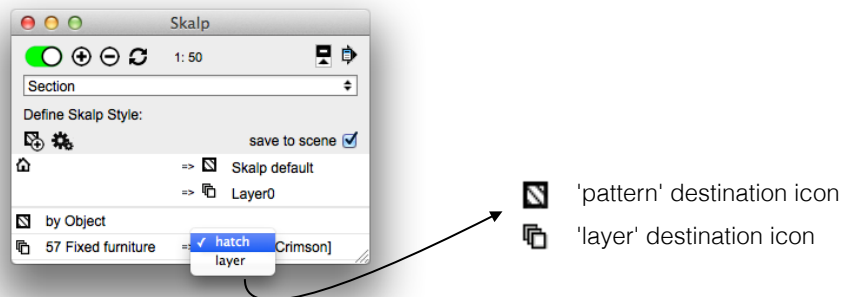 Skalp
1: 50
Section
Define Skalp Style:
save to scene
=> Skalp default
=> Layer0
by Object
57 Fixed furniture => ✓ hatch Crimson]
layer
'pattern' destination icon
'layer' destination icon